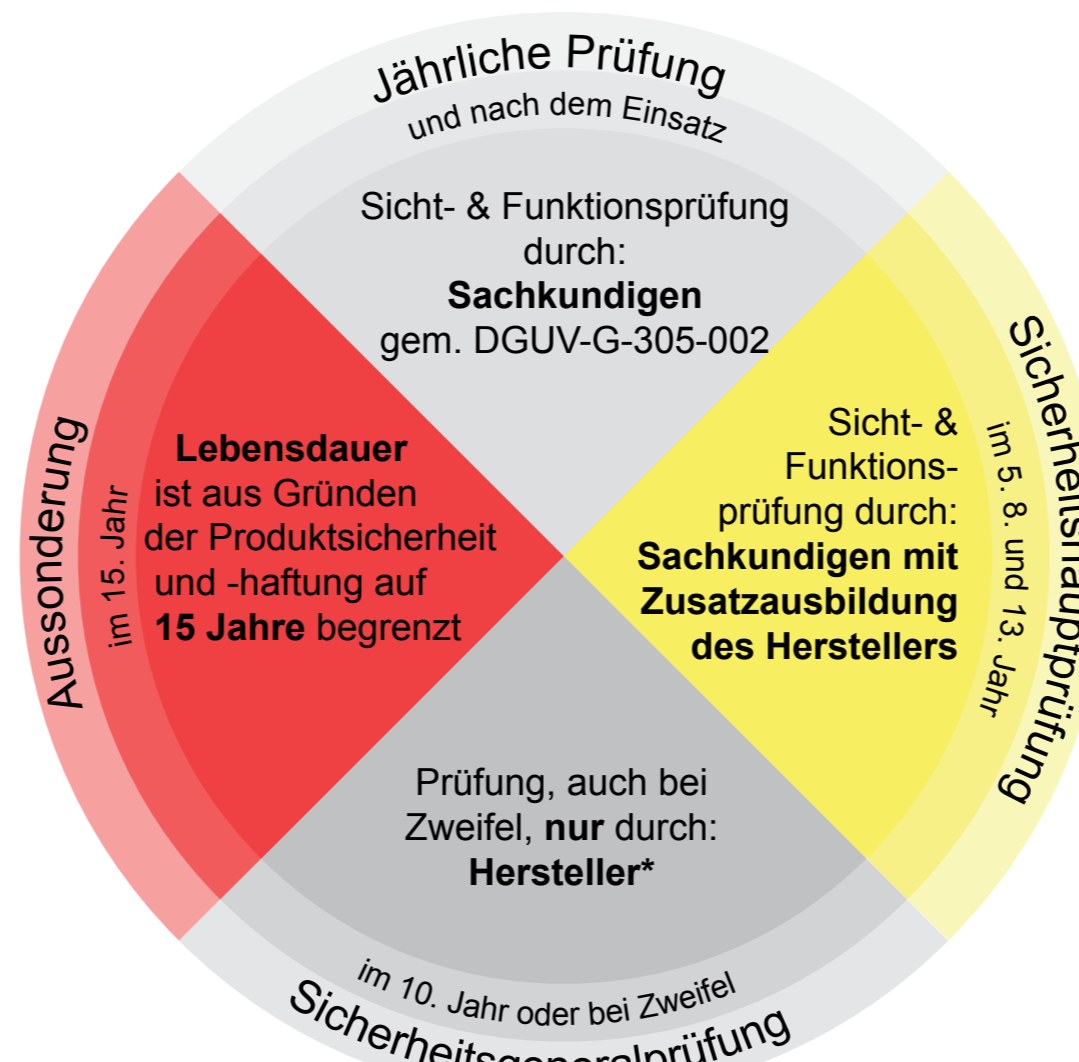 Jährliche Prüfung
und nach dem Einsatz
Sicht- & Funktionsprüfung
durch:
Sachkundigen
gem. DGUV-G-305-002
Sicherheitshauptprüfung
im 5. 8. und 13. Jahr
Sicht- &
Funktions-
prüfung durch:
Sachkundigen mit
Zusatzausbildung
des Herstellers
Prüfung, auch bei
Zweifel, nur durch:
Hersteller*
im 10. Jahr oder bei Zweifel
Sicherheitsgeneralprüfung
Aussonderung
im 15. Jahr
Lebensdauer
ist aus Gründen
der Produktsicherheit
und -haftung auf
15 Jahre begrenzt